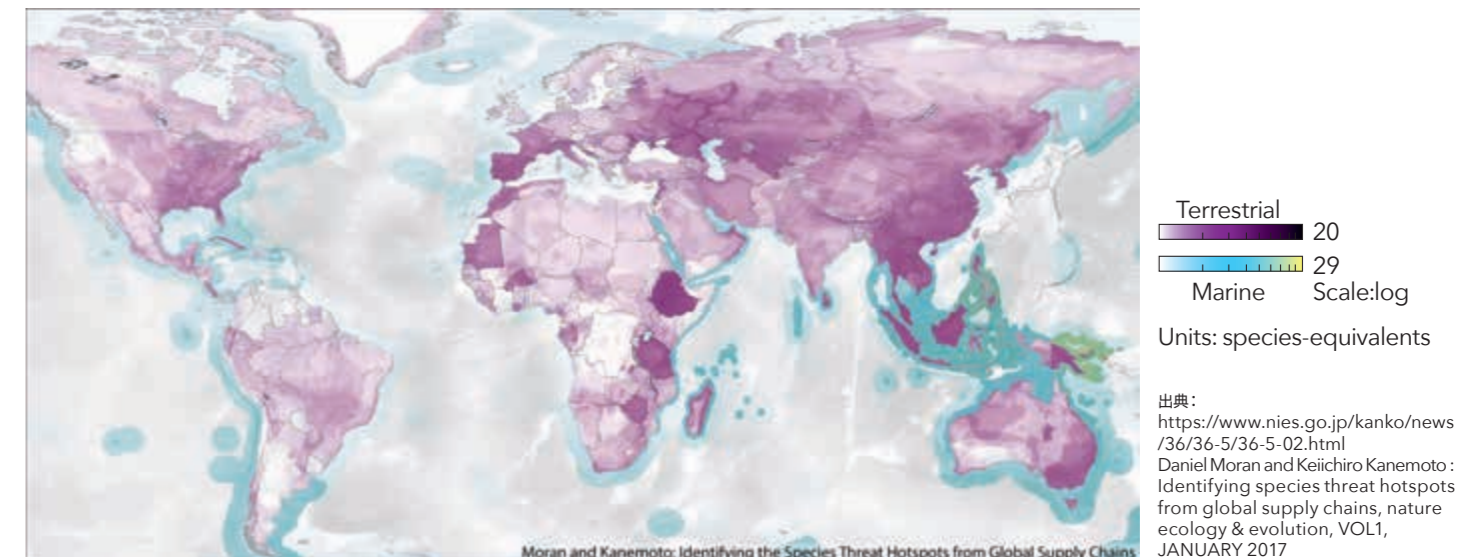 Terrestrial
20
29
Marine
Scale:log
Units: species-equivalents
出典：
https://www.nies.go.jp/kanko/news
/36/36-5/36-5-02.html
Daniel Moran and Keiichiro Kanemoto :
Identifying species threat hotspots
from global supply chains, nature
ecology & evolution, VOL1,
JANUARY 2017
Moran and Kanemoto: Identifying the Species Threat Hotspots from Global Supply Chains